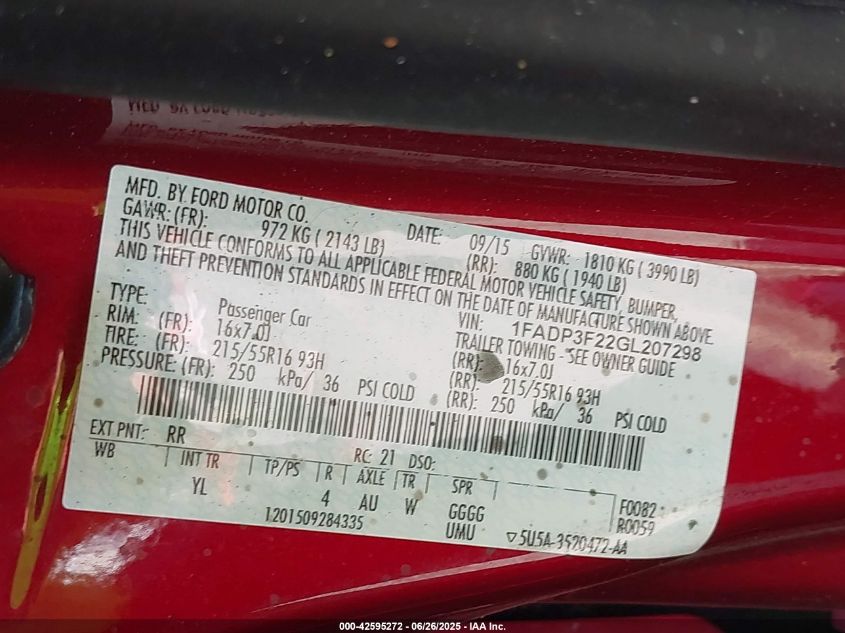 MFD. BY FORD MOTOR CO. DATE: 09/15 GVWR: 1810 KG ( 3990 LB)
GAWR: (FR): 972 KG ( 2143 LB) (RR): 880 KG ( 1940 LB)
THIS VEHICLE CONFORMS TO ALL APPLICABLE FEDERAL MOTOR VEHICLE SAFETY, BUMPER,
AND THEFT PREVENTION STANDARDS IN EFFECT ON THE DATE OF MANUFACTURE SHOWN ABOVE.
VIN: 1FADP3F22GL207298
TYPE: Passenger Car TRAILER TOWING - SEE OWNER GUIDE
RIM: (FR): 16x7.0J (RR): 16x7.0J
TIRE: (FR): 215/55R16 93H (RR): 215/55R16 93H
PRESSURE: (FR): 250 kPa/ 36 PSI COLD (RR): 250 kPa/ 36 PSI COLD
EXT PNT: RR RC: 21 DSO:
WB INT TR TP/PS R AXLE TR SPR
YL 4 AU W GGGG F0082
UMU R0059
1201509284335 5U5A-3520472-AA
000-42595272 - 06/26/2025 - IAA Inc.